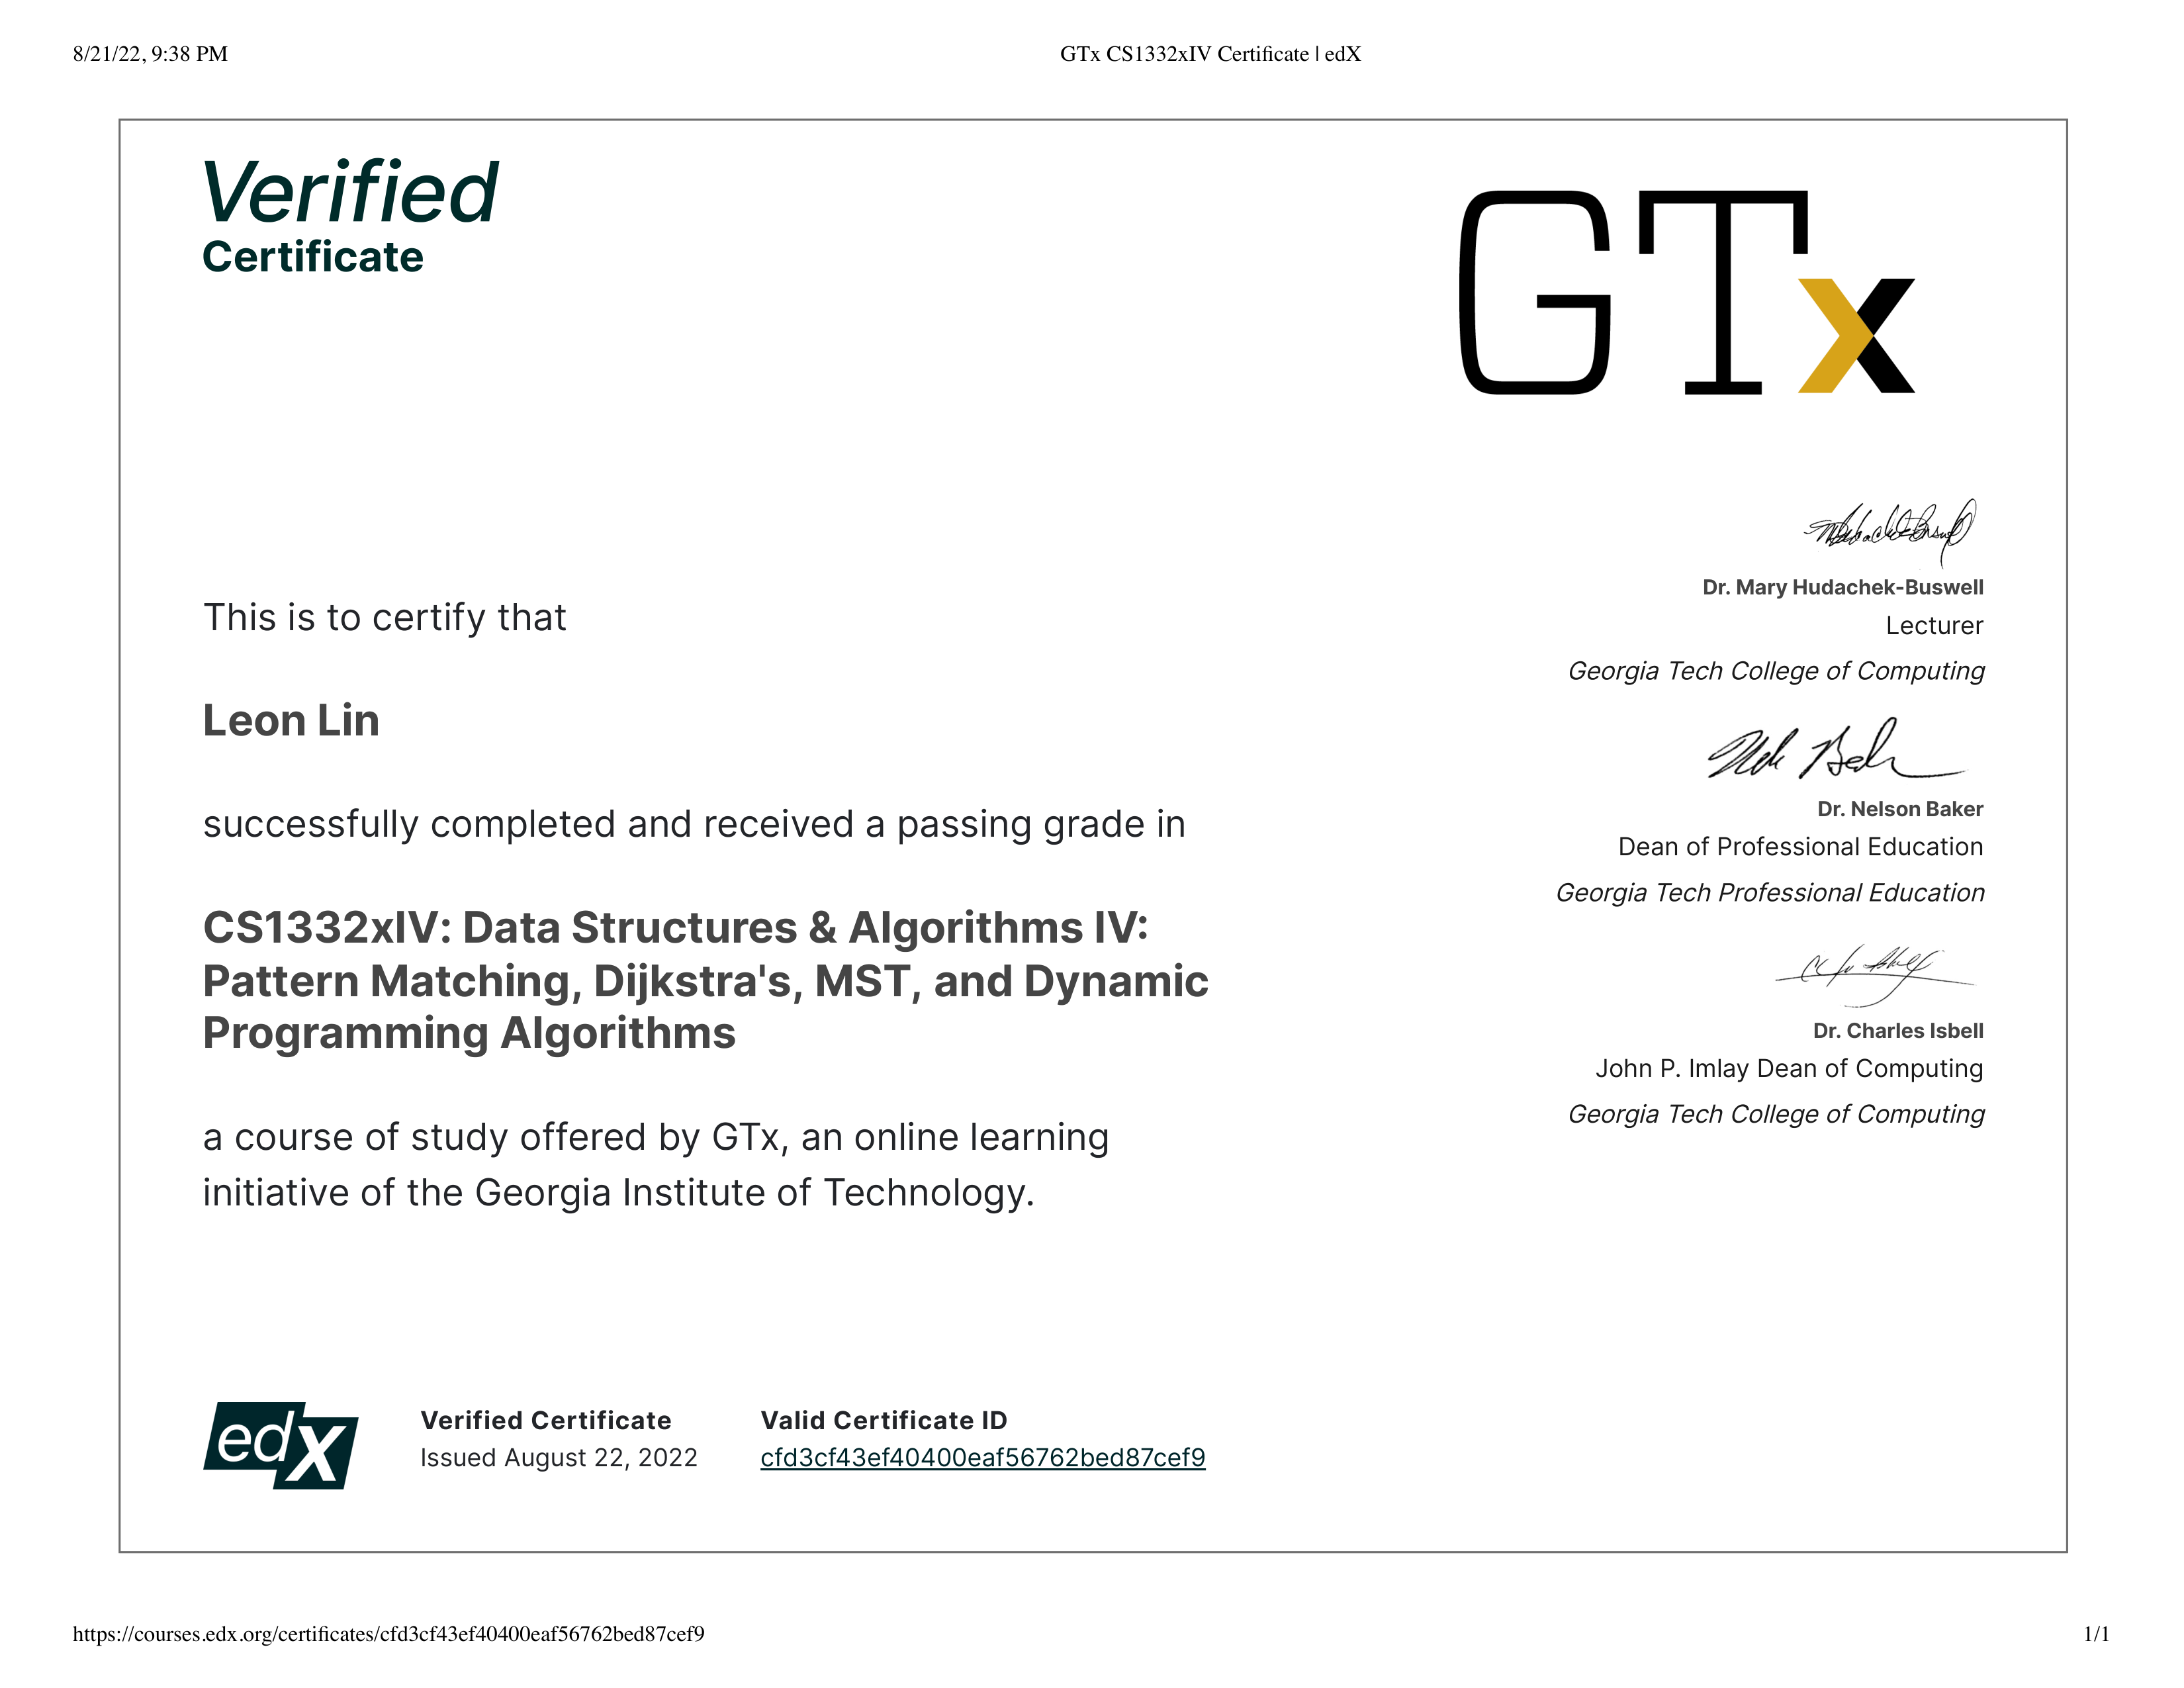 8/21/22, 9:38 PM
GTx CS1332xIV Certificate | edX
Verified
Certificate
GTx
This is to certify that
Leon Lin
successfully completed and received a passing grade in
CS1332xIV: Data Structures & Algorithms IV:
Pattern Matching, Dijkstra's, MST, and Dynamic
Programming Algorithms
a course of study offered by GTx, an online learning
initiative of the Georgia Institute of Technology.
Dr. Mary Hudachek-Buswell
Lecturer
Georgia Tech College of Computing
Dr. Nelson Baker
Dean of Professional Education
Georgia Tech Professional Education
Dr. Charles Isbell
John P. Imlay Dean of Computing
Georgia Tech College of Computing
edX
Verified Certificate
Issued August 22, 2022
Valid Certificate ID
cfd3cf43ef40400eaf56762bed87cef9
https://courses.edx.org/certificates/cfd3cf43ef40400eaf56762bed87cef9
1/1